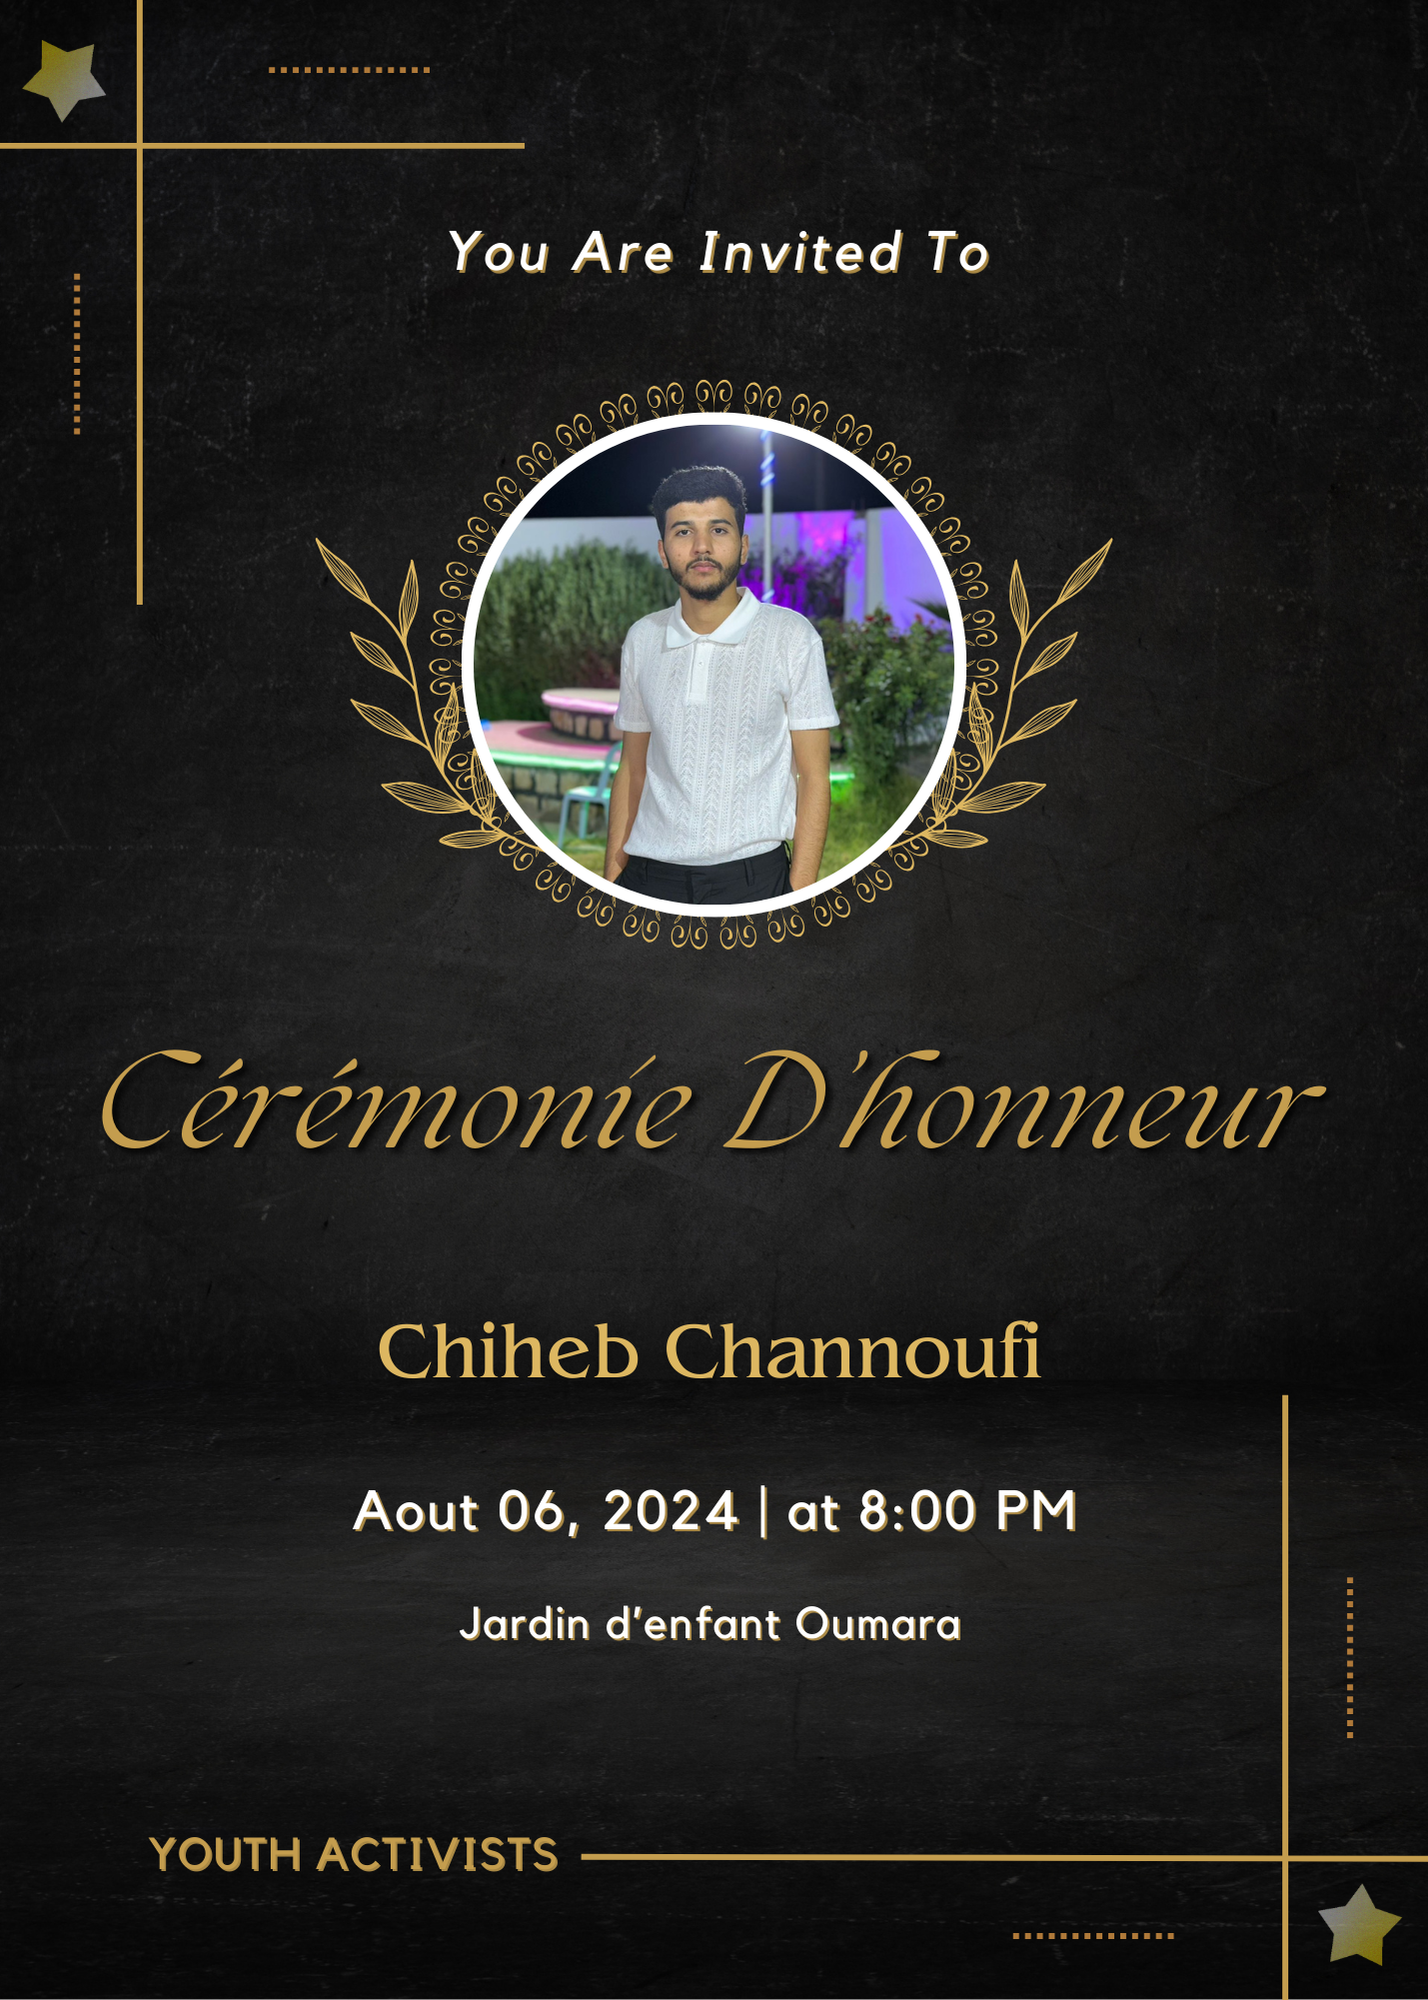 You Are Invited To
Cérémonie D'honneur
Chiheb Channoufi
Aout 06, 2024 | at 8:00 PM
Jardin d'enfant Oumara
YOUTH ACTIVISTS